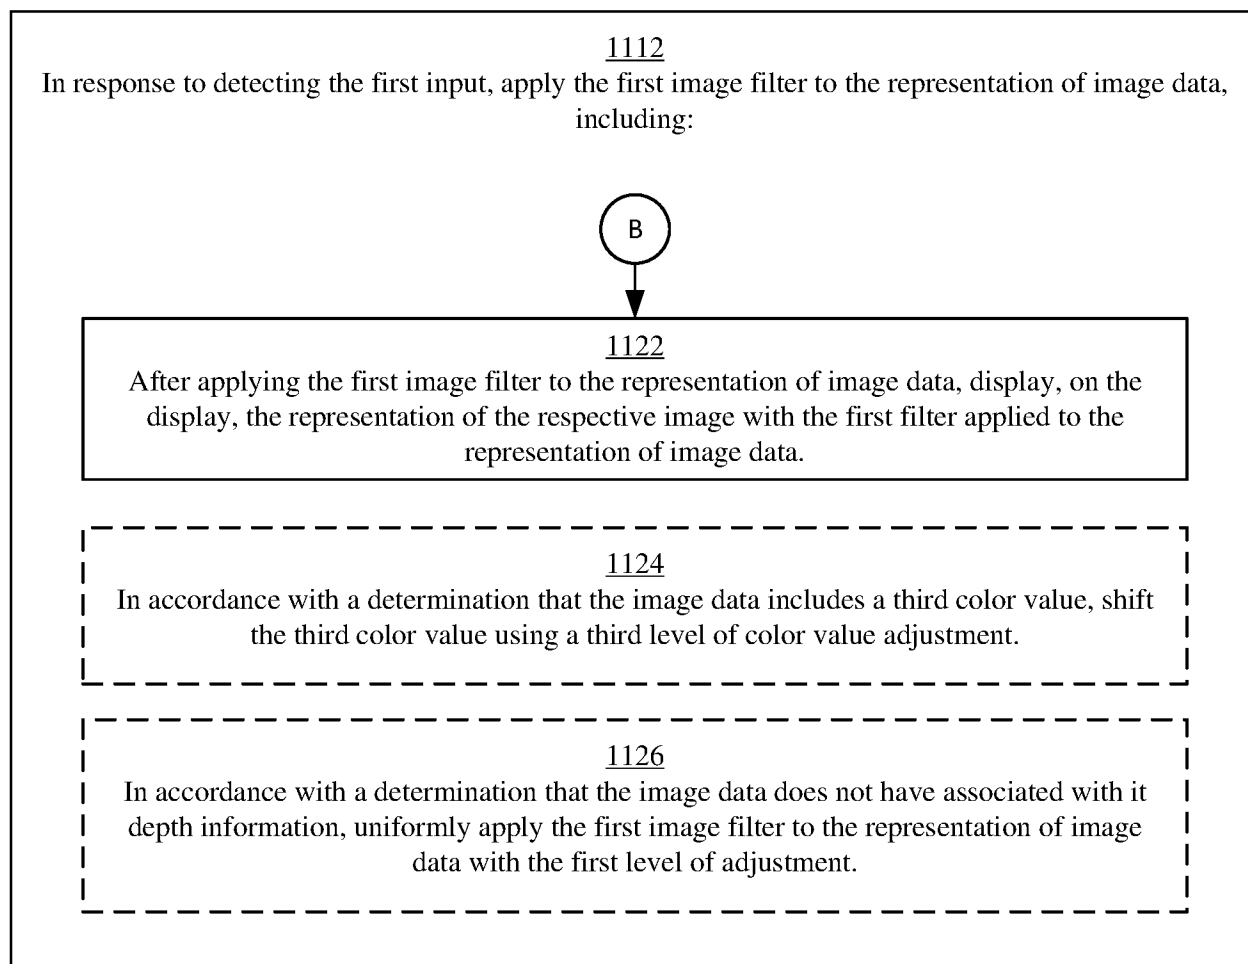 1112
In response to detecting the first input, apply the first image filter to the representation of image data,
including:
B
1122
After applying the first image filter to the representation of image data, display, on the
display, the representation of the respective image with the first filter applied to the
representation of image data.
1124
In accordance with a determination that the image data includes a third color value, shift
the third color value using a third level of color value adjustment.
1126
In accordance with a determination that the image data does not have associated with it
depth information, uniformly apply the first image filter to the representation of image
data with the first level of adjustment.